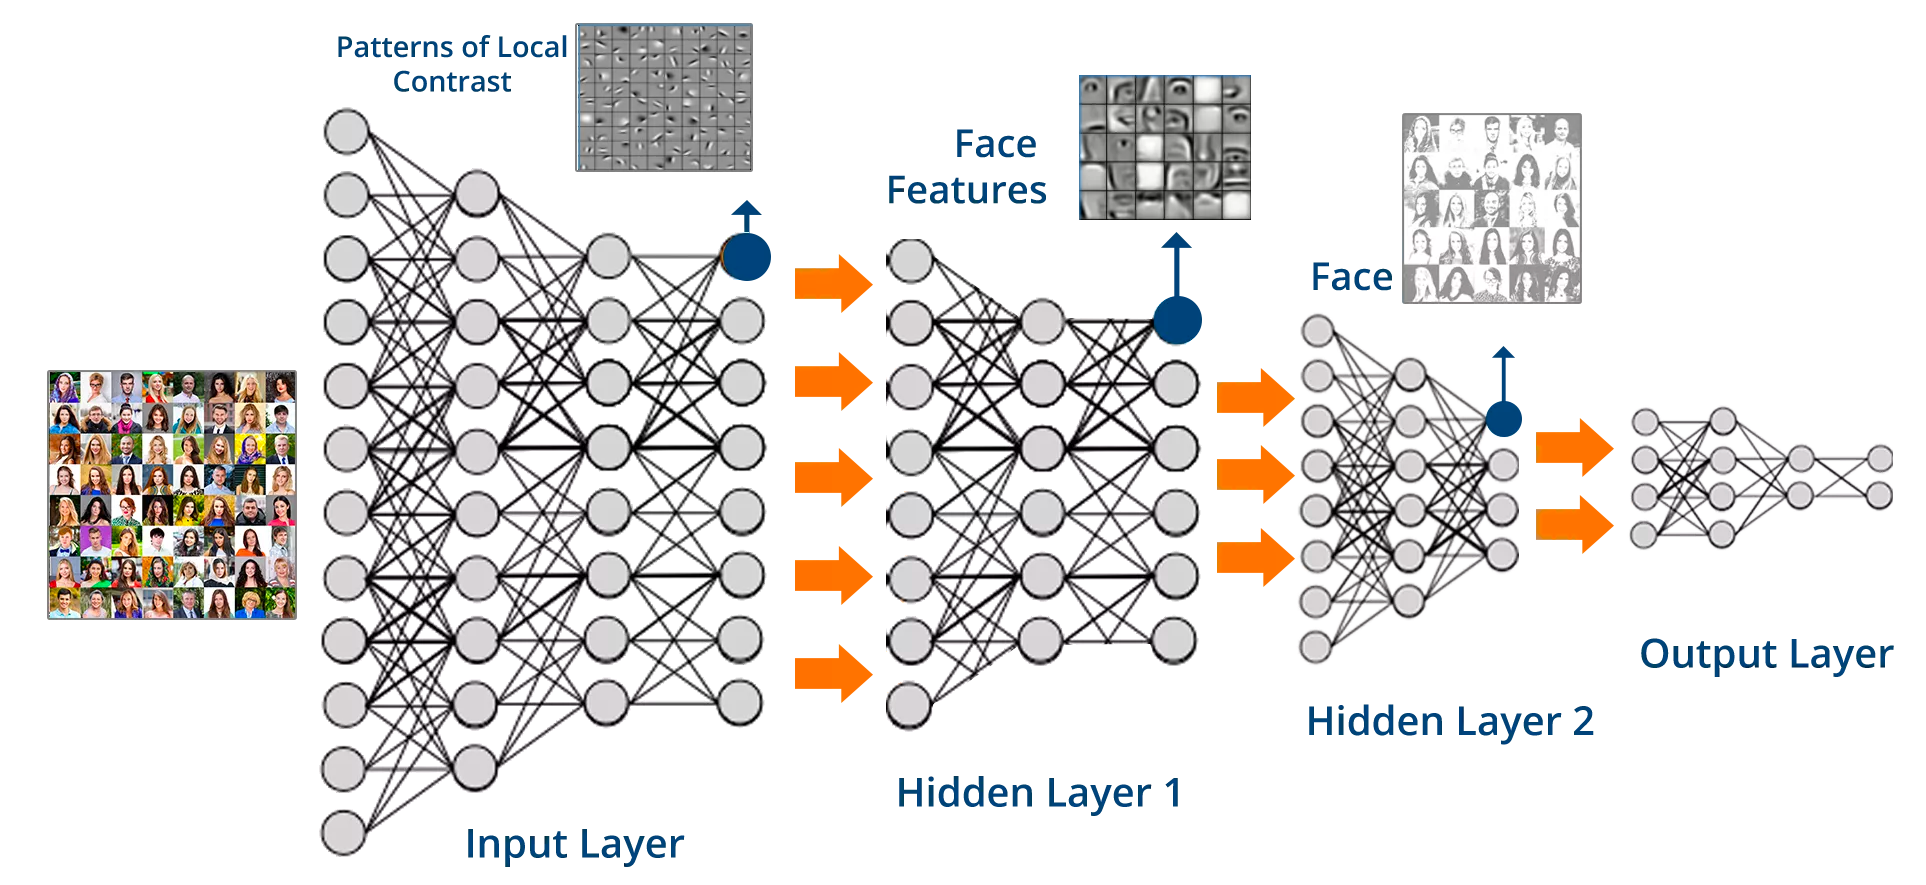 Patterns of Local
Contrast
Face
Features
Face
Input Layer
Hidden Layer 1
Hidden Layer 2
Output Layer